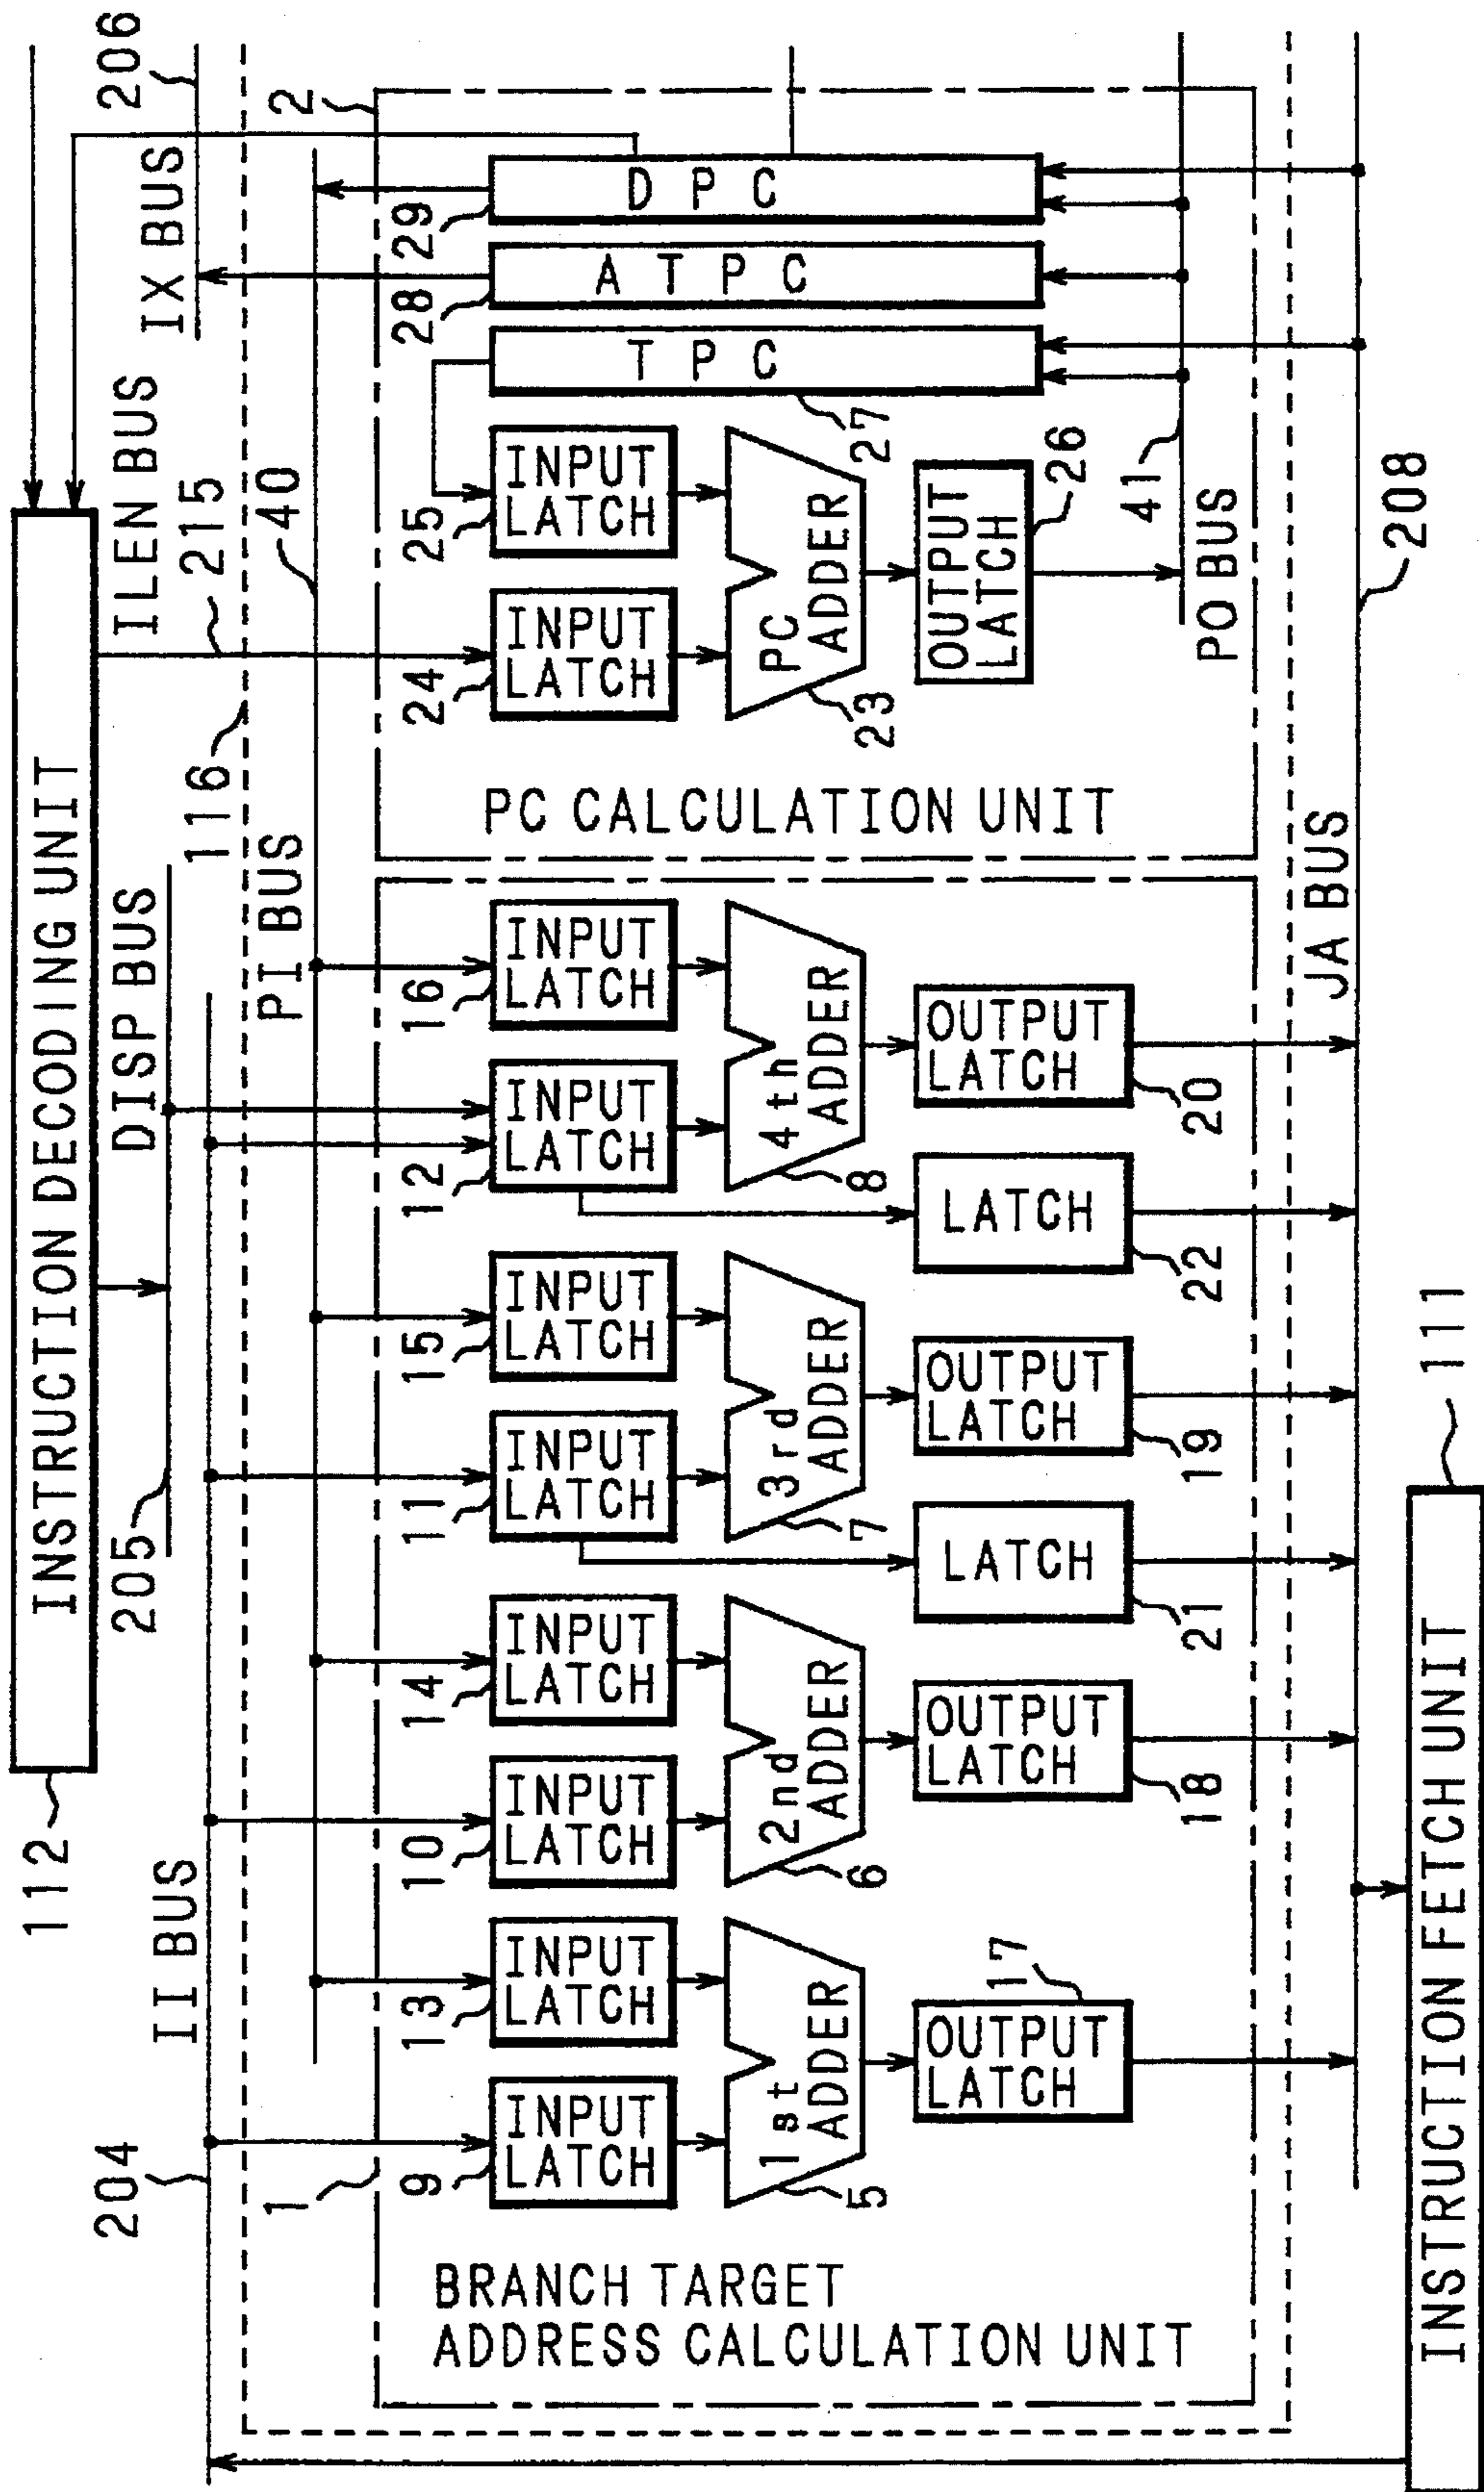 112
INSTRUCTION DECODING UNIT
204
II BUS
205
DISP BUS
116
215
ILEN BUS
IX BUS
206
PI BUS
40
1
2
9
INPUT
LATCH
13
INPUT
LATCH
10
INPUT
LATCH
14
INPUT
LATCH
11
INPUT
LATCH
15
INPUT
LATCH
12
INPUT
LATCH
16
INPUT
LATCH
24
INPUT
LATCH
25
INPUT
LATCH
28
29
TPC
ATPC
DPC
27
BRANCH TARGET
ADDRESS CALCULATION UNIT
PC CALCULATION UNIT
1st
ADDER
5
2nd
ADDER
6
3rd
ADDER
7
4th
ADDER
8
PC
ADDER
23
OUTPUT
LATCH
17
OUTPUT
LATCH
18
LATCH
21
OUTPUT
LATCH
19
LATCH
22
OUTPUT
LATCH
20
OUTPUT
LATCH
26
41
PO BUS
JA BUS
208
INSTRUCTION FETCH UNIT
111